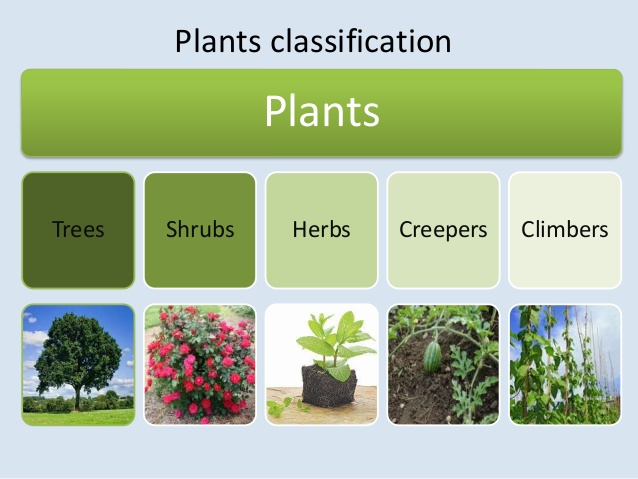 Plants classification
Plants
Trees
Shrubs
Herbs
Creepers
Climbers